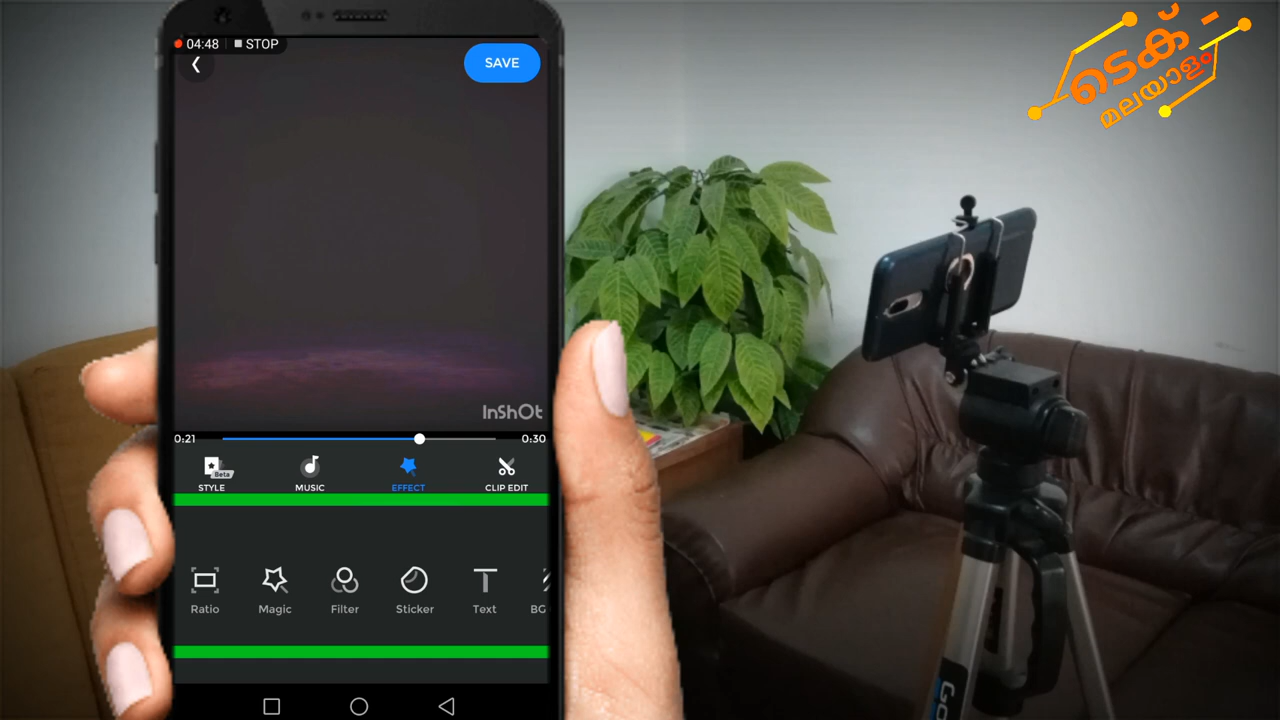 04:48 STOP
SAVE
ടെക്
മലയാളം
InShOt
0:21 0:30
Beta
STYLE MUSIC EFFECT CLIP EDIT
Ratio Magic Filter Sticker Text BG
GO